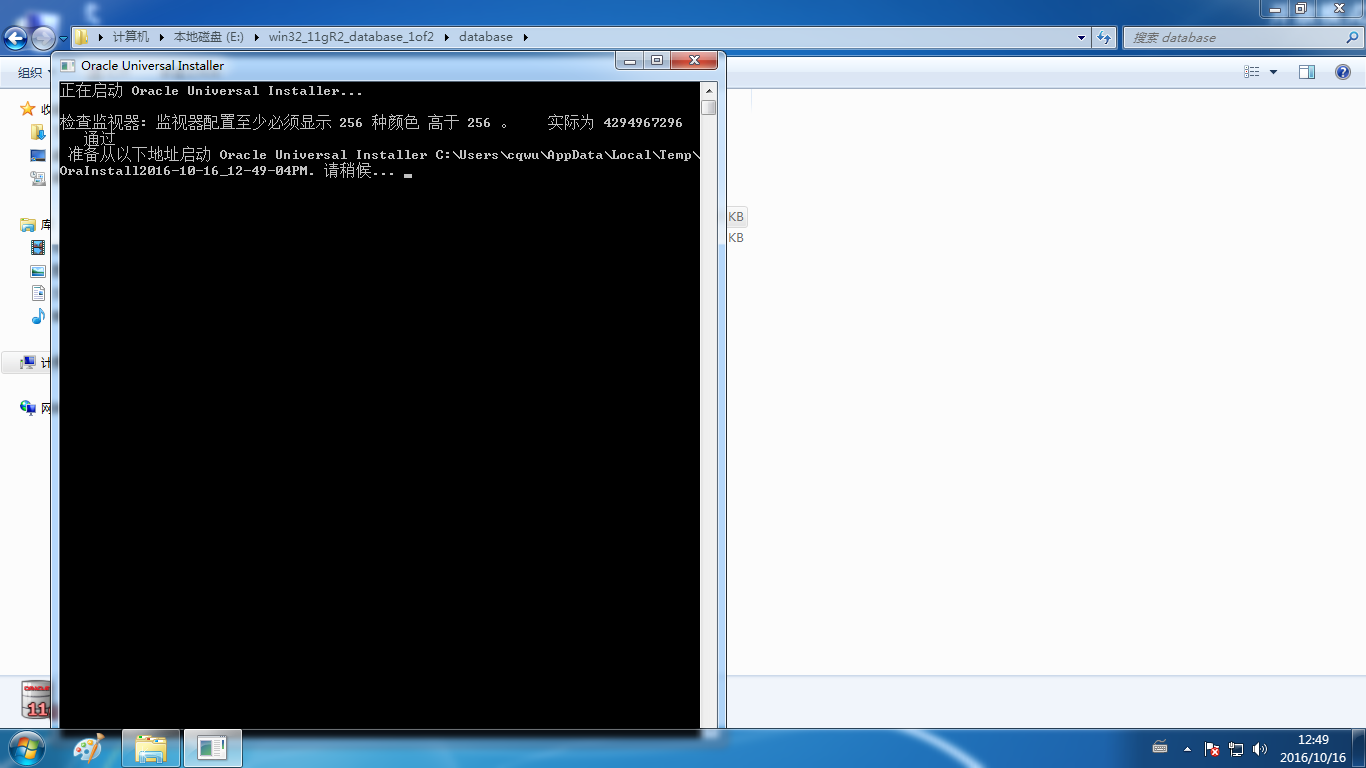 计算机 本地磁盘 (E:) win32_11gR2_database_1of2 database
搜索 database
组织
Oracle Universal Installer
正在启动 Oracle Universal Installer...
检查监视器: 监视器配置至少必须显示 256 种颜色 高于 256 。 实际为 4294967296
通过
准备从以下地址启动 Oracle Universal Installer C:\Users\cqwu\AppData\Local\Temp\
OraInstall2016-10-16_12-49-04PM. 请稍候...
收
库
KB
KB
计
网
ORACLE
11
12:49
2016/10/16